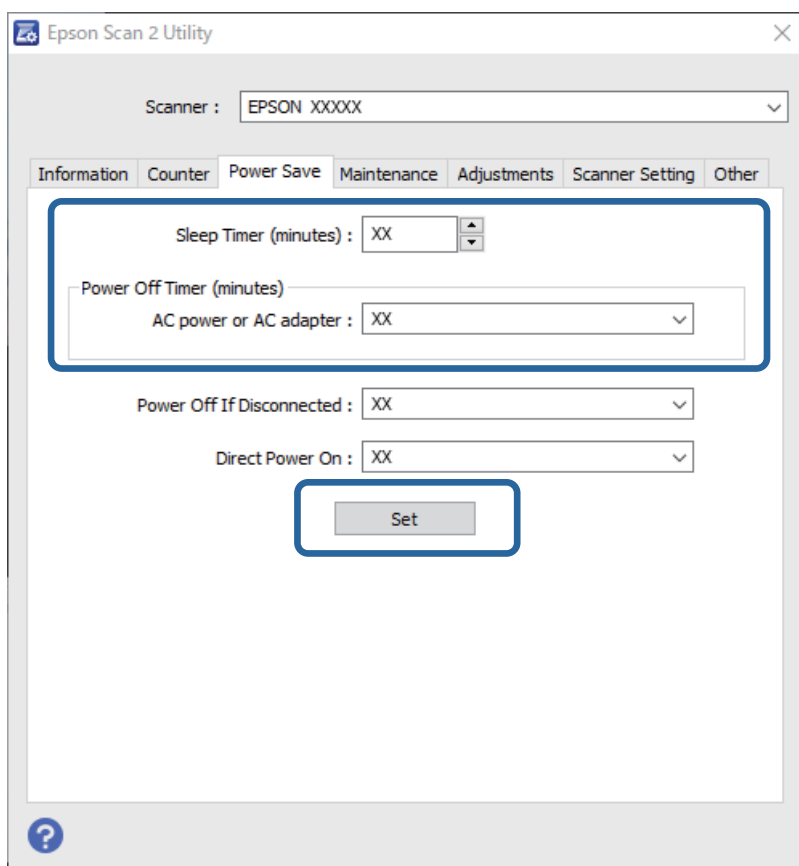 Epson Scan 2 Utility
Scanner : EPSON XXXXX
Information Counter Power Save Maintenance Adjustments Scanner Setting Other
Sleep Timer (minutes) : XX
Power Off Timer (minutes)
AC power or AC adapter : XX
Power Off If Disconnected : XX
Direct Power On : XX
Set
?